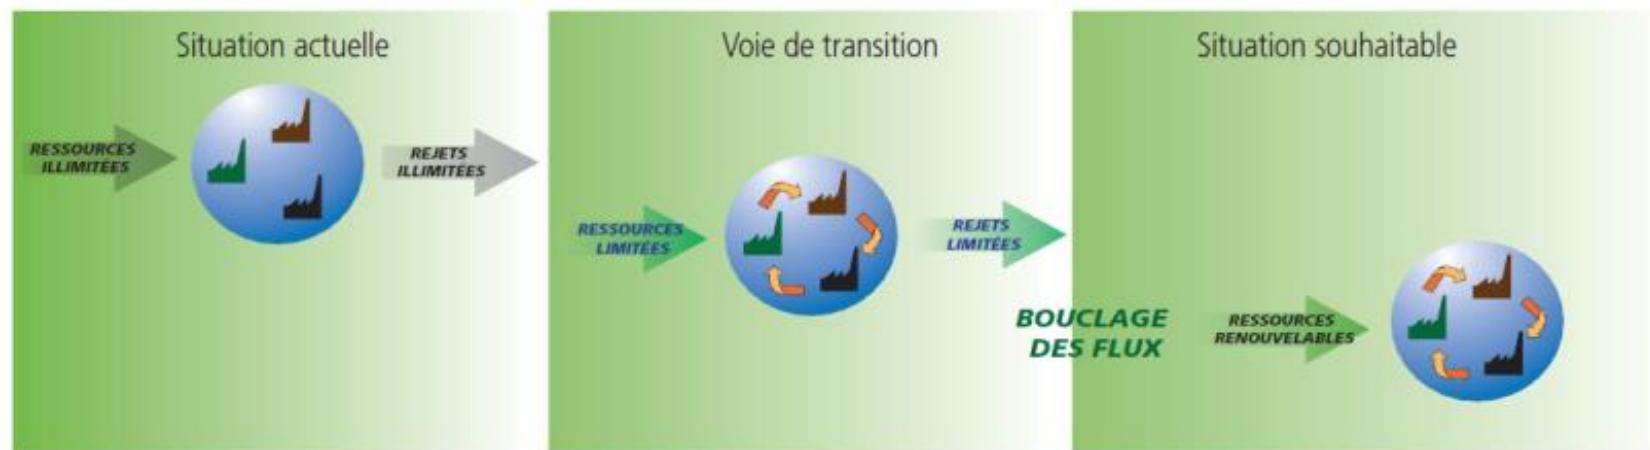 Situation actuelle
RESSOURCES
ILLIMITÉES
REJETS
ILLIMITÉES
Voie de transition
RESSOURCES
LIMITÉES
REJETS
LIMITÉES
Situation souhaitable
BOUCLAGE
DES FLUX
RESSOURCES
RENOUVELABLES